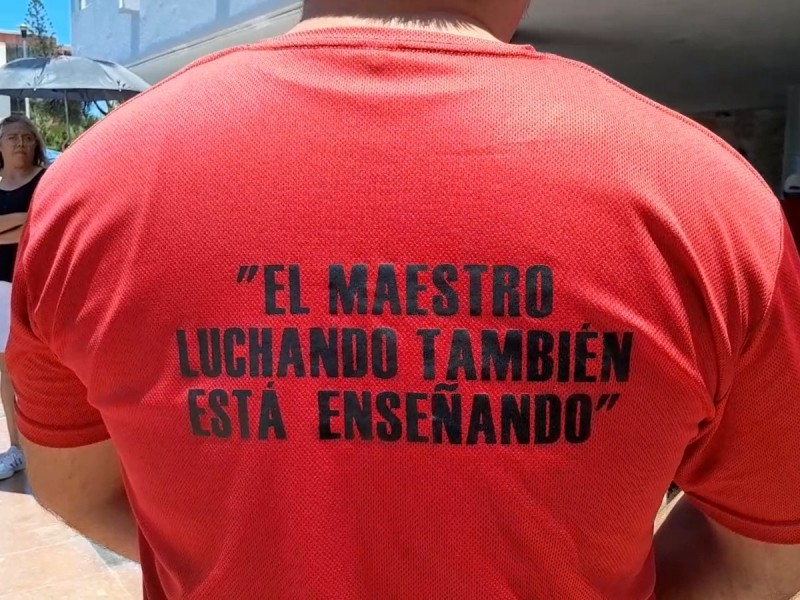 "EL MAESTRO
LUCHANDO TAMBIÉN
ESTÁ ENSEÑANDO"